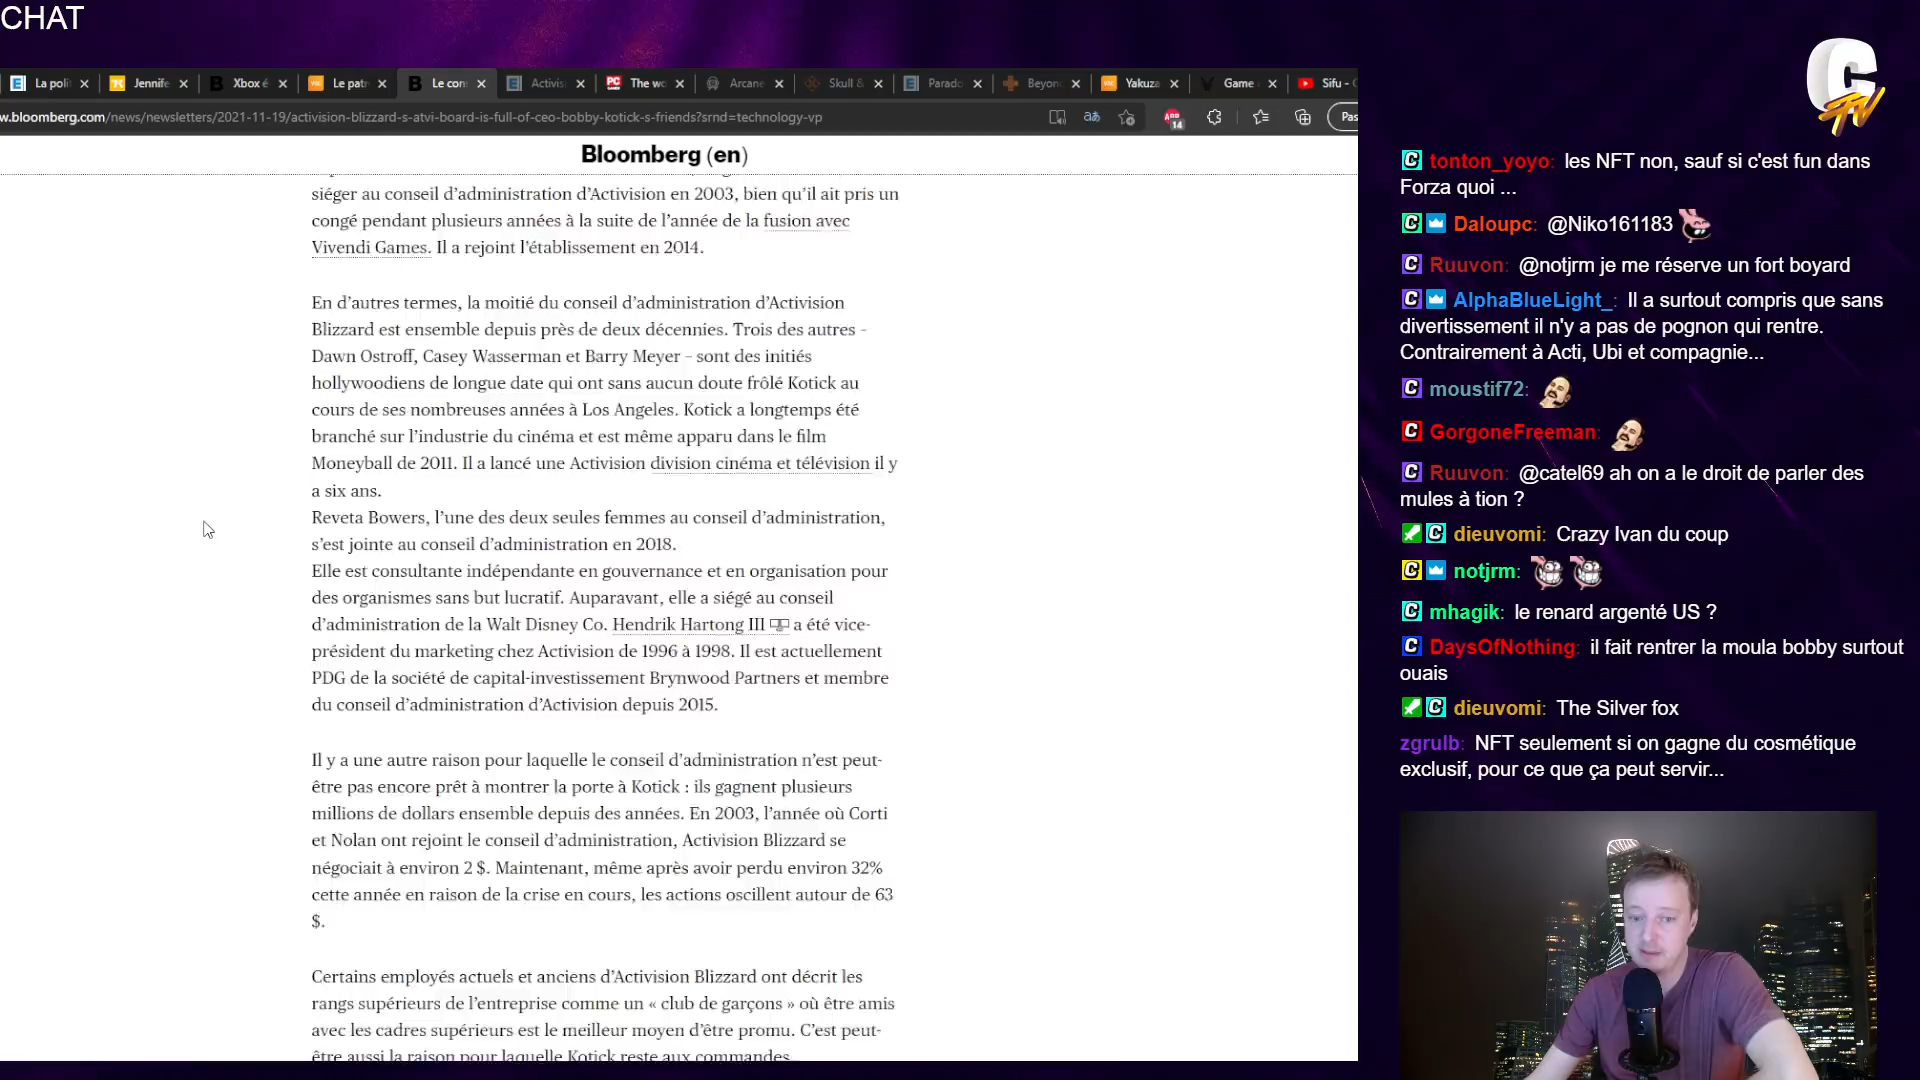 CHAT
La poli
Jennife
Xbox é
Le pat
Le con
Activis
The wo
Arcane
Skull &
Parado
Beyon
Yakuza
Game
Sifu -
w.bloomberg.com/news/newsletters/2021-11-19/activision-blizzard-s-atvi-board-is-full-of-ceo-bobby-kotick-s-friends?srnd=technology-vp
14
Pas
Bloomberg (en)
siéger au conseil d’administration d’Activision en 2003, bien qu’il ait pris un
congé pendant plusieurs années à la suite de l’année de la fusion avec
Vivendi Games. Il a rejoint l’établissement en 2014.
En d’autres termes, la moitié du conseil d’administration d’Activision
Blizzard est ensemble depuis près de deux décennies. Trois des autres –
Dawn Ostroff, Casey Wasserman et Barry Meyer – sont des initiés
hollywoodiens de longue date qui ont sans aucun doute frôlé Kotick au
cours de ses nombreuses années à Los Angeles. Kotick a longtemps été
branché sur l’industrie du cinéma et est même apparu dans le film
Moneyball de 2011. Il a lancé une Activision division cinéma et télévision il y
a six ans.
Reveta Bowers, l’une des deux seules femmes au conseil d’administration,
s’est jointe au conseil d’administration en 2018.
Elle est consultante indépendante en gouvernance et en organisation pour
des organismes sans but lucratif. Auparavant, elle a siégé au conseil
d’administration de la Walt Disney Co. Hendrik Hartong III a été vice-
président du marketing chez Activision de 1996 à 1998. Il est actuellement
PDG de la société de capital-investissement Brynwood Partners et membre
du conseil d’administration d’Activision depuis 2015.
Il y a une autre raison pour laquelle le conseil d’administration n’est peut-
être pas encore prêt à montrer la porte à Kotick : ils gagnent plusieurs
millions de dollars ensemble depuis des années. En 2003, l’année où Corti
et Nolan ont rejoint le conseil d’administration, Activision Blizzard se
négociait à environ 2 $. Maintenant, même après avoir perdu environ 32%
cette année en raison de la crise en cours, les actions oscillent autour de 63
$.
Certains employés actuels et anciens d’Activision Blizzard ont décrit les
rangs supérieurs de l’entreprise comme un « club de garçons » où être amis
avec les cadres supérieurs est le meilleur moyen d’être promu. C’est peut-
être aussi la raison pour laquelle Kotick reste aux commandes.
C
TV
tonton_yoyo: les NFT non, sauf si c'est fun dans
Forza quoi ...
Daloupc: @Niko161183
Ruuvon: @notjrm je me réserve un fort boyard
AlphaBlueLight_: Il a surtout compris que sans
divertissement il n'y a pas de pognon qui rentre.
Contrairement à Acti, Ubi et compagnie...
moustif72:
GorgoneFreeman:
Ruuvon: @catel69 ah on a le droit de parler des
mules à tion ?
dieuvomi: Crazy Ivan du coup
notjrm:
mhagik: le renard argenté US ?
DaysOfNothing: il fait rentrer la moula bobby surtout
ouais
dieuvomi: The Silver fox
zgrulb: NFT seulement si on gagne du cosmétique
exclusif, pour ce que ça peut servir...